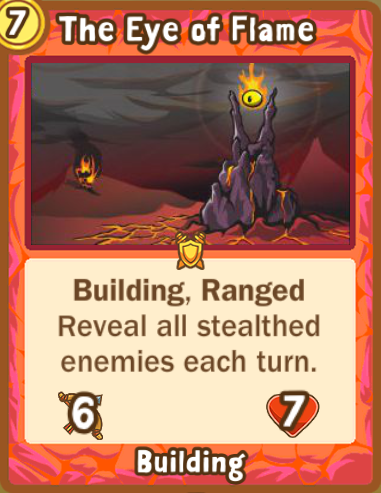 7
The Eye of Flame
Building, Ranged
Reveal all stealthed
enemies each turn.
6 7
Building